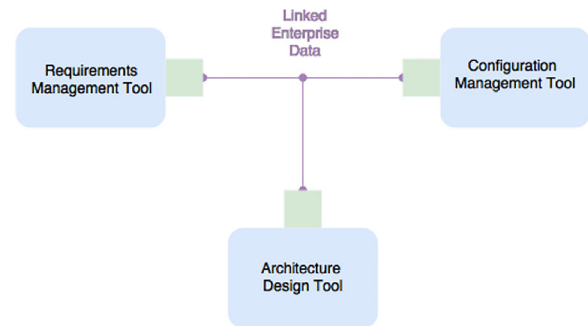 Linked
Enterprise
Data
Requirements
Management Tool
Configuration
Management Tool
Architecture
Design Tool